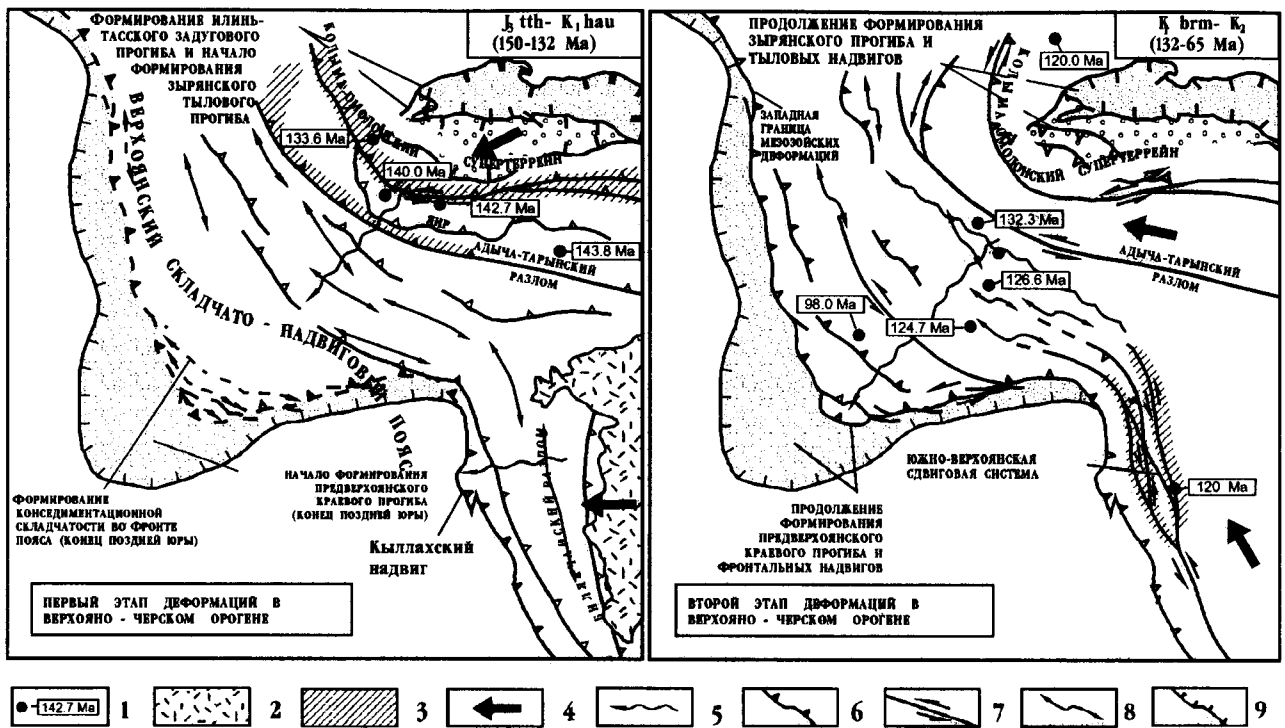 ФОРМИРОВАНИЕ ИЛИНЬ-
ТАССКОГО ЗАДУГОВОГО
ПРОГИБА И НАЧАЛО
ФОРМИРОВАНИЯ
ЗЫРЯНСКОГО
ТЫЛОВОГО
ПРОГИБА
J₃ tth- K₁ hau
(150-132 Ma)
СУПЕРТЕРРЕЙН
133.6 Ma
140.0 Ma
142.7 Ma
143.8 Ma
АДЫЧА-ТАРЫНСКИЙ
РАЗЛОМ
ВЕРХОЯНСКИЙ СКЛАДЧАТО - НАДВИГОВЫЙ ПОЯС
ФОРМИРОВАНИЕ
КОНСЕДИМЕНТАЦИОННОЙ
СКЛАДЧАТОСТИ ВО ФРОНТЕ
ПОЯСА (КОНЕЦ ПОЗДНЕЙ ЮРЫ)
НАЧАЛО ФОРМИРОВАНИЯ
ПРЕДВЕРХОЯНСКОГО
КРАЕВОГО ПРОГИБА
(КОНЕЦ ПОЗДНЕЙ ЮРЫ)
Кыллахский
надвиг
РАЗЛОМ
ПЕРВЫЙ ЭТАП ДЕФОРМАЦИЙ В
ВЕРХОЯНО - ЧЕРСКОМ ОРОГЕНЕ
ПРОДОЛЖЕНИЕ ФОРМИРОВАНИЯ
ЗЫРЯНСКОГО ПРОГИБА И
ТЫЛОВЫХ НАДВИГОВ
K₁ brm- K₂
(132-65 Ma)
120.0 Ma
ЗАПАДНАЯ
ГРАНИЦА
МЕЗОЗОЙСКИХ
ДЕФОРМАЦИЙ
СУПЕРТЕРРЕЙН
132.3 Ma
АДЫЧА-ТАРЫНСКИЙ
РАЗЛОМ
126.6 Ma
98.0 Ma
124.7 Ma
ЮЖНО-ВЕРХОЯНСКАЯ
СДВИГОВАЯ СИСТЕМА
120 Ma
ПРОДОЛЖЕНИЕ
ФОРМИРОВАНИЯ
ПРЕДВЕРХОЯНСКОГО
КРАЕВОГО ПРОГИБА И
ФРОНТАЛЬНЫХ НАДВИГОВ
ВТОРОЙ ЭТАП ДЕФОРМАЦИЙ В
ВЕРХОЯНО - ЧЕРСКОМ ОРОГЕНЕ
142.7 Ma 1 2 3 4 5 6 7 8 9